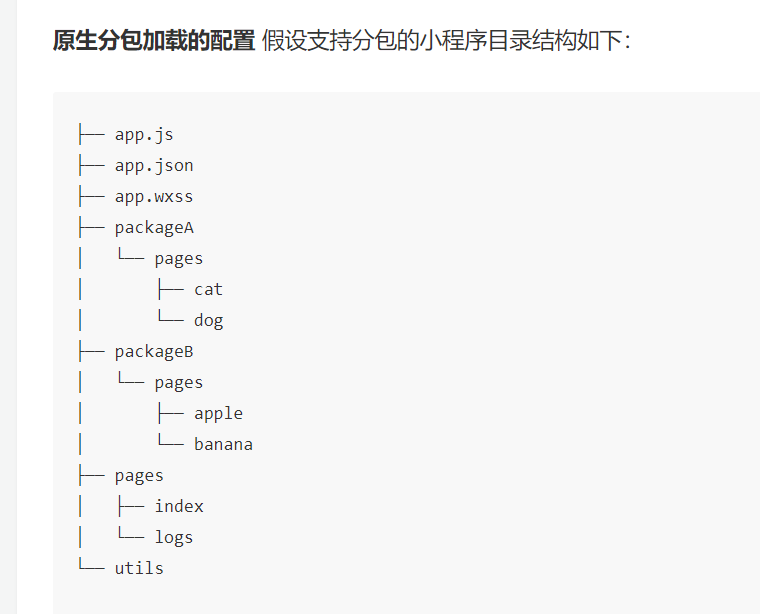 原生分包加载的配置 假设支持分包的小程序目录结构如下：
├── app.js
├── app.json
├── app.wxss
├── packageA
│   └── pages
│       ├── cat
│       └── dog
├── packageB
│   └── pages
│       ├── apple
│       └── banana
├── pages
│   ├── index
│   └── logs
└── utils